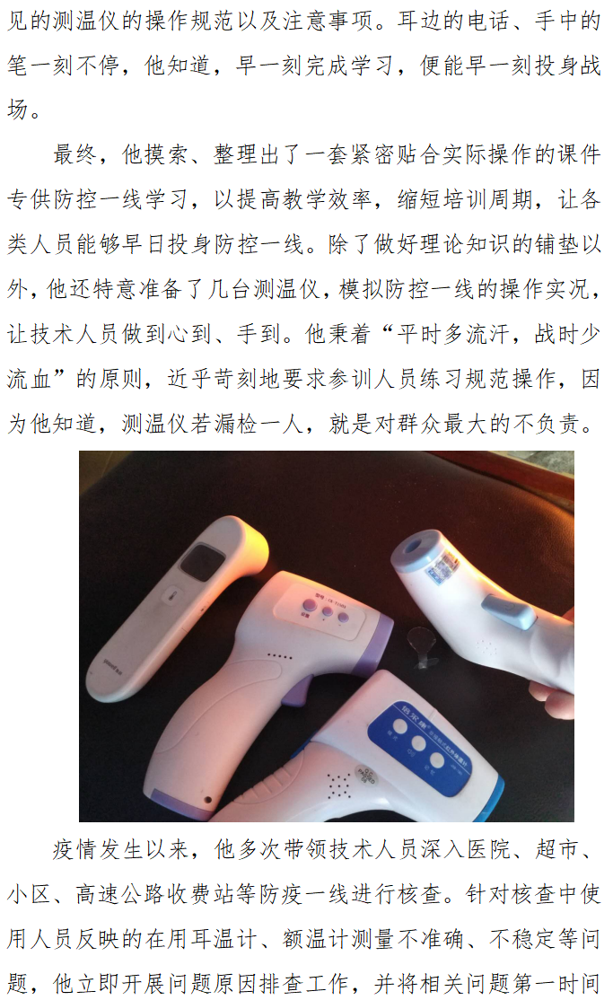 见的测温仪的操作规范以及注意事项。耳边的电话、手中的
笔一刻不停，他知道，早一刻完成学习，便能早一刻投身战
场。
最终，他摸索、整理出了一套紧密贴合实际操作的课件
专供防控一线学习，以提高教学效率，缩短培训周期，让各
类人员能够早日投身防控一线。除了做好理论知识的铺垫以
外，他还特意准备了几台测温仪，模拟防控一线的操作实况，
让技术人员做到心到、手到。他秉着“平时多流汗，战时少
流血”的原则，近乎苛刻地要求参训人员练习规范操作，因
为他知道，测温仪若漏检一人，就是对群众最大的不负责。
型号：
设置
QC
PASSED
疫情发生以来，他多次带领技术人员深入医院、超市、
小区、高速公路收费站等防疫一线进行核查。针对核查中使
用人员反映的在用耳温计、额温计测量不准确、不稳定等问
题，他立即开展问题原因排查工作，并将相关问题第一时间